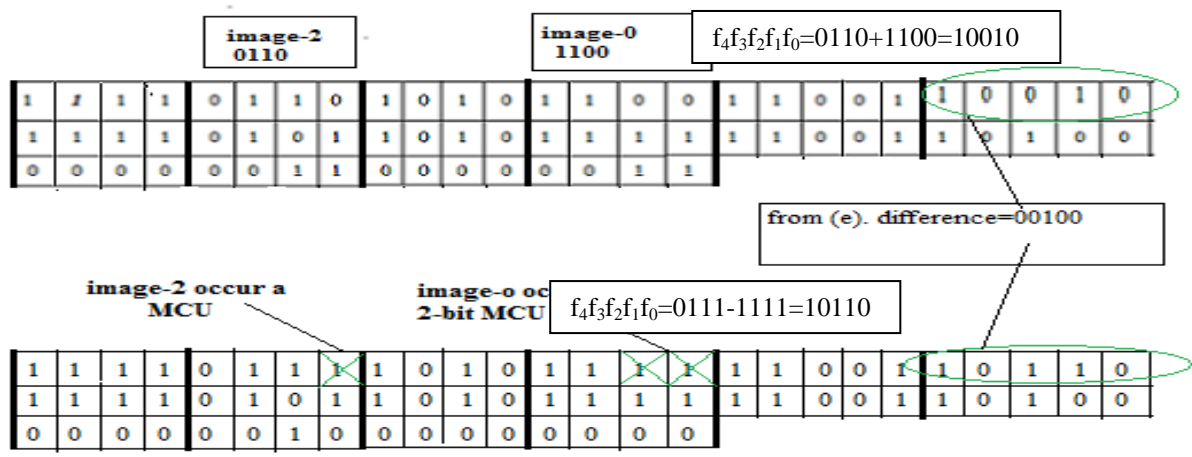 image-2
0110
image-0
1100
f₄f₃f₂f₁f₀=0110+1100=10010
1 1 1 1 0 1 1 0 1 0 1 0 1 1 0 0 1 1 0 0 1 1 0 0 1 0
1 1 1 1 0 1 0 1 1 0 1 0 1 1 1 1 1 1 0 0 1 1 0 1 0 0
0 0 0 0 0 0 1 1 0 0 0 0 0 0 1 1
from (e). difference=00100
image-2 occur a
MCU
image-o oc
2-bit MCU
f₄f₃f₂f₁f₀=0111-1111=10110
1 1 1 1 0 1 1 1 1 0 1 0 1 1 1 1 1 1 0 0 1 1 0 1 1 0
1 1 1 1 0 1 0 1 1 0 1 0 1 1 1 1 1 1 0 0 1 1 0 1 0 0
0 0 0 0 0 0 1 0 0 0 0 0 0 0 0 0